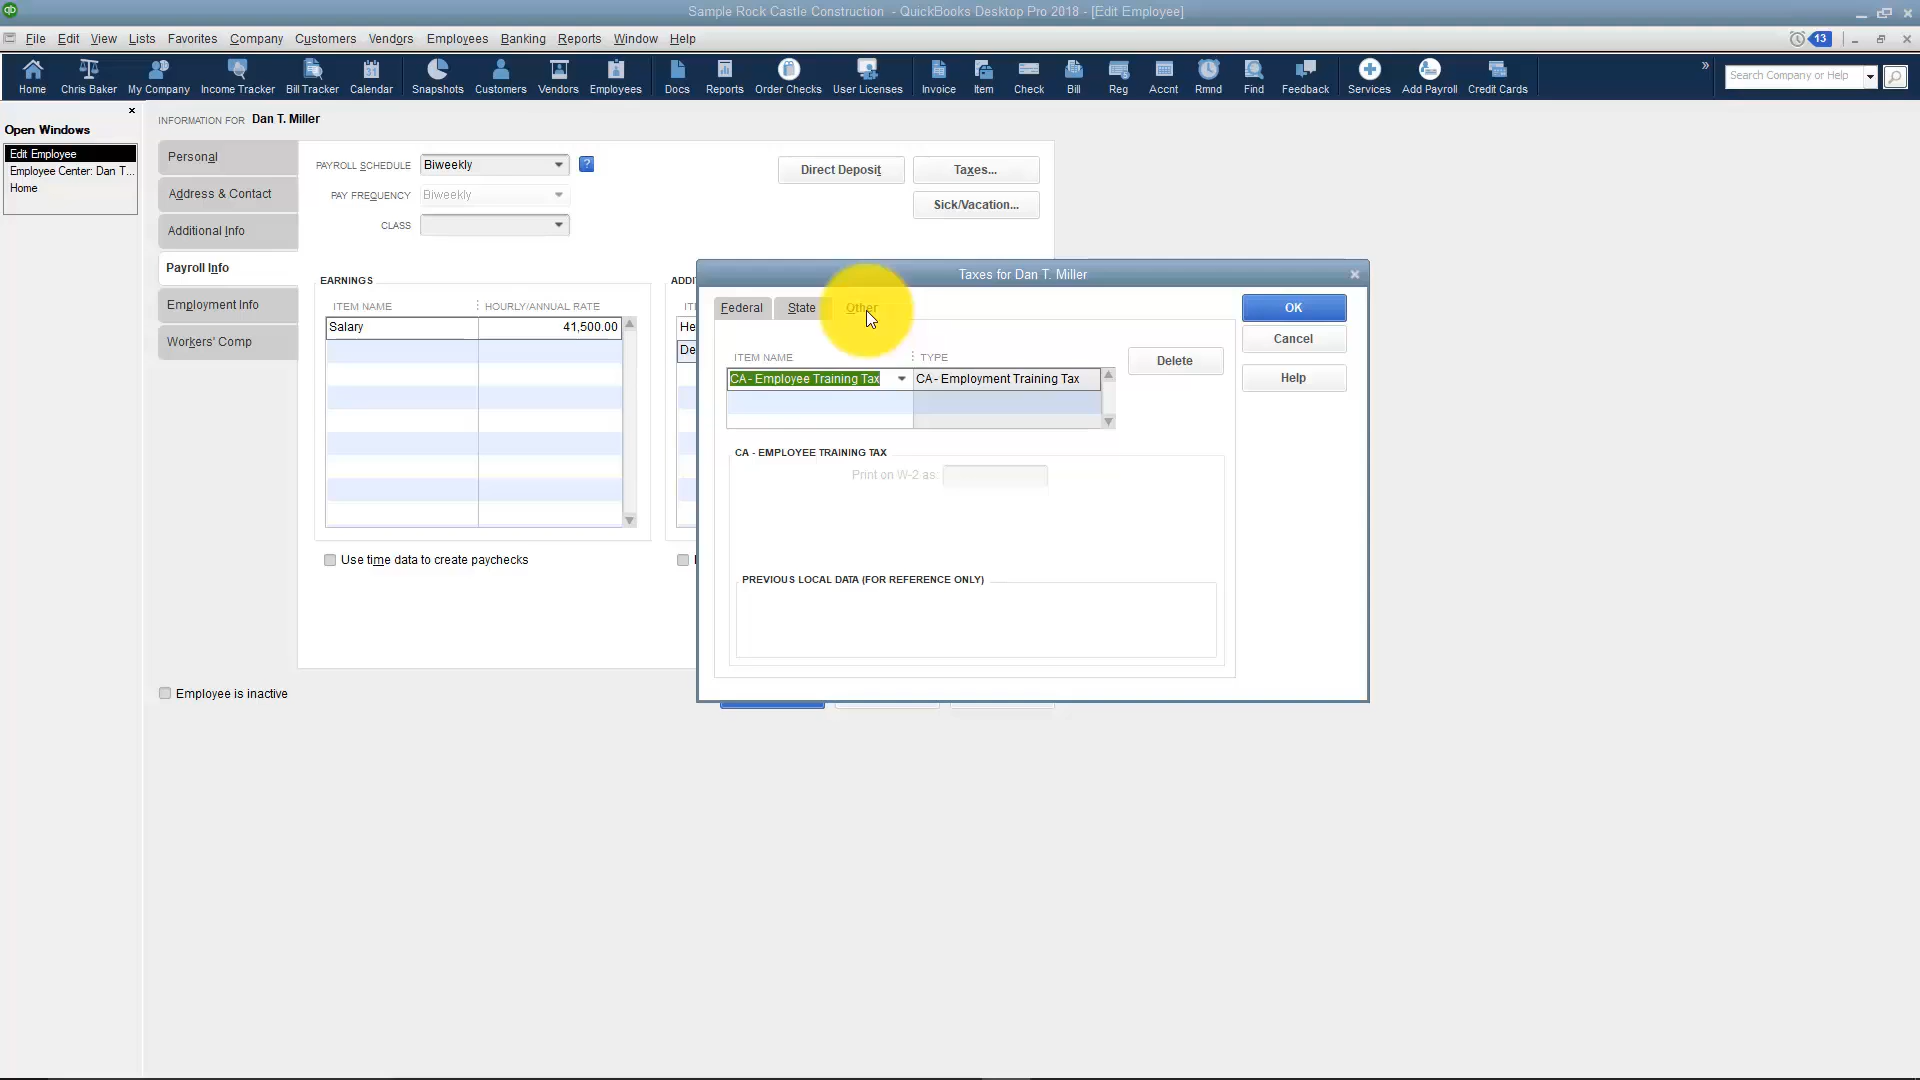 Sample Rock Castle Construction - QuickBooks Desktop Pro 2018 - [Edit Employee]
File Edit View Lists Favorites Company Customers Vendors Employees Banking Reports Window Help
13
Home Chris Baker My Company Income Tracker Bill Tracker Calendar Snapshots Customers Vendors Employees Docs Reports Order Checks User Licenses Invoice Item Check Bill Reg Accnt Rmnd Find Feedback Services Add Payroll Credit Cards
Search Company or Help
Open Windows
Edit Employee
Employee Center: Dan T...
Home
INFORMATION FOR Dan T. Miller
Personal
Address & Contact
Additional Info
Payroll Info
Employment Info
Workers' Comp
PAYROLL SCHEDULE Biweekly ?
PAY FREQUENCY Biweekly
CLASS
Direct Deposit
Taxes...
Sick/Vacation...
EARNINGS
ITEM NAME HOURLY/ANNUAL RATE
Salary 41,500.00
Use time data to create paychecks
Employee is inactive
Taxes for Dan T. Miller
Federal State Other
OK
Cancel
Help
ITEM NAME TYPE
Delete
CA - Employee Training Tax CA - Employment Training Tax
CA - EMPLOYEE TRAINING TAX
Print on W-2 as:
PREVIOUS LOCAL DATA (FOR REFERENCE ONLY)